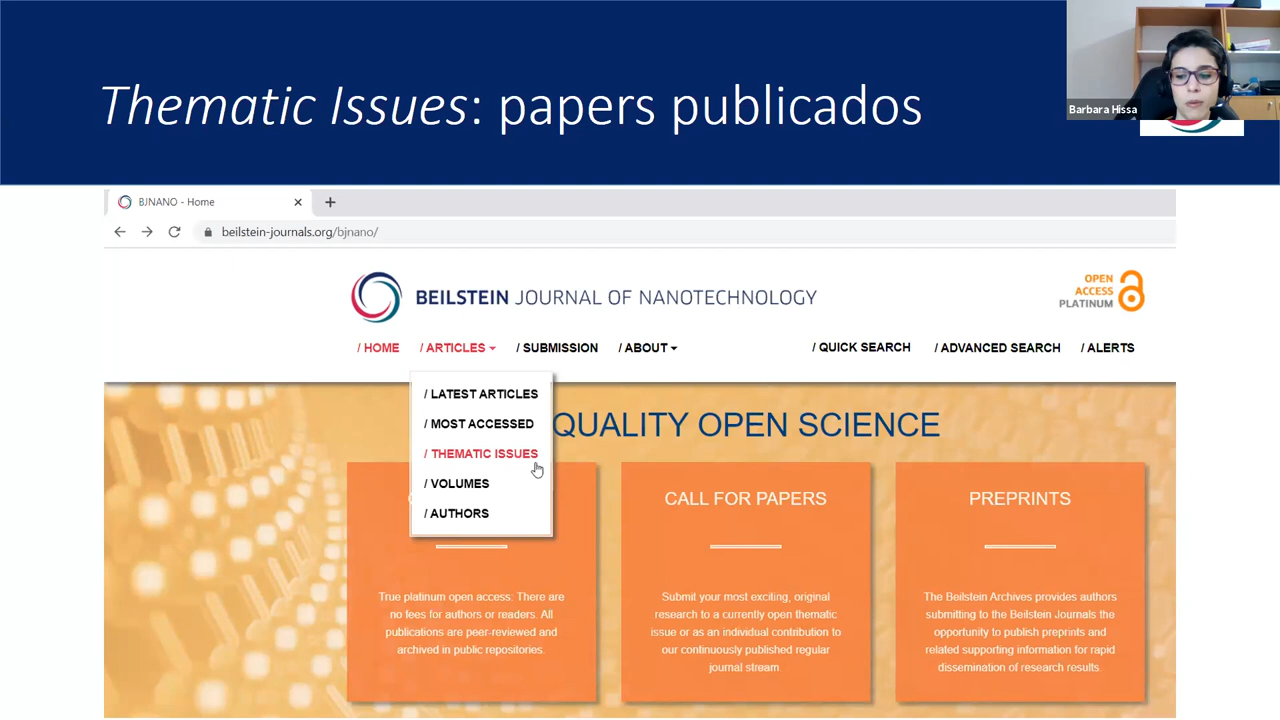 Thematic Issues: papers publicados
Barbara Hissa
BJNANO - Home
beilstein-journals.org/bjnano/
BEILSTEIN JOURNAL OF NANOTECHNOLOGY
OPEN
ACCESS
PLATINUM
/ HOME / ARTICLES / SUBMISSION / ABOUT / QUICK SEARCH / ADVANCED SEARCH / ALERTS
/ LATEST ARTICLES
/ MOST ACCESSED
/ THEMATIC ISSUES
/ VOLUMES
/ AUTHORS
QUALITY OPEN SCIENCE
True platinum open access: There are
no fees for authors or readers. All
publications are peer-reviewed and
archived in public repositories.
CALL FOR PAPERS
Submit your most exciting, original
research to a currently open thematic
issue or as an individual contribution to
our continuously published regular
journal stream.
PREPRINTS
The Beilstein Archives provides authors
submitting to the Beilstein Journals the
opportunity to publish preprints and
related supporting information for rapid
dissemination of research results.